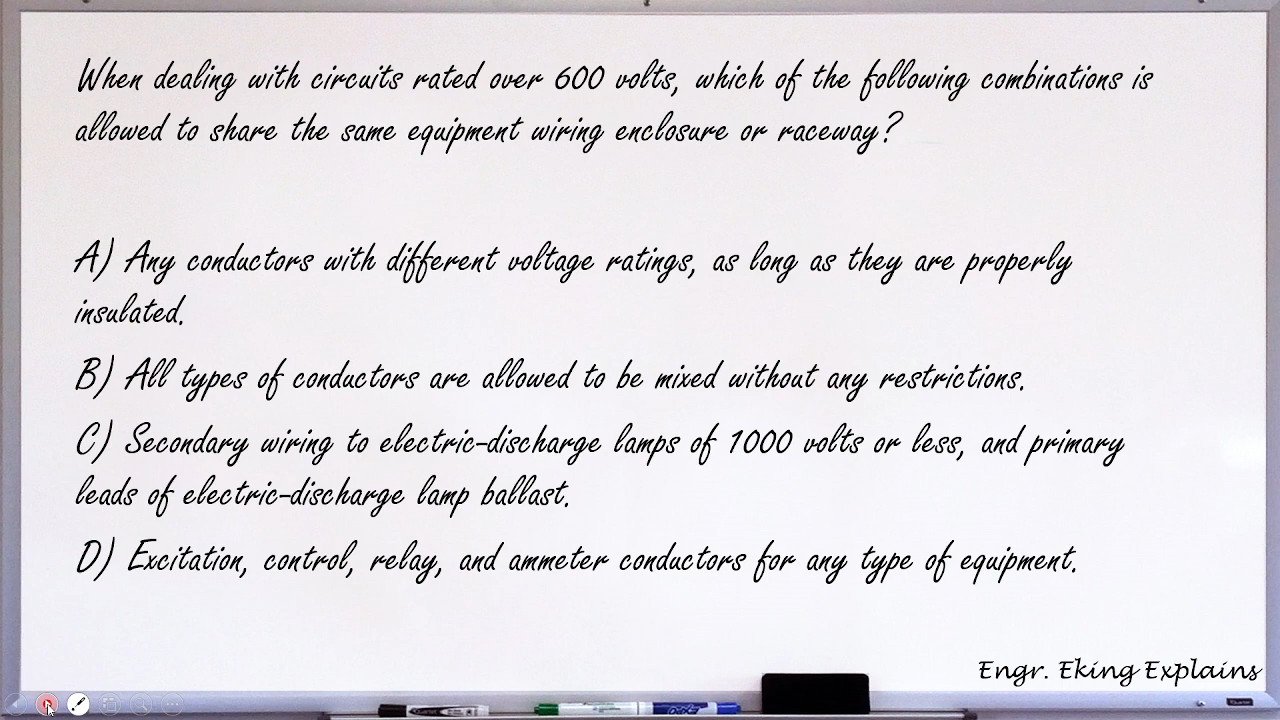 When dealing with circuits rated over 600 volts, which of the following combinations is
allowed to share the same equipment wiring enclosure or raceway?
A) Any conductors with different voltage ratings, as long as they are properly
insulated.
B) All types of conductors are allowed to be mixed without any restrictions.
C) Secondary wiring to electric-discharge lamps of 1000 volts or less, and primary
leads of electric-discharge lamp ballast.
D) Excitation, control, relay, and ammeter conductors for any type of equipment.
Engr. Eking Explains